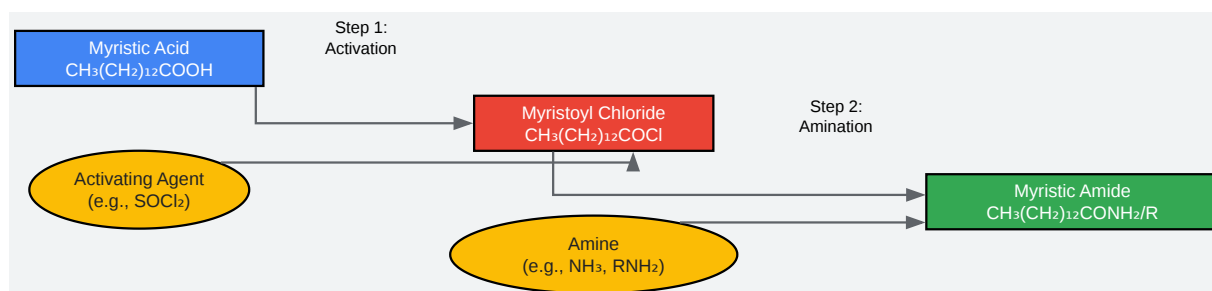 Step 1:
Activation
Myristic Acid
CH₃(CH₂)₁₂COOH
Myristoyl Chloride
CH₃(CH₂)₁₂COCl
Step 2:
Amination
Activating Agent
(e.g., SOCl₂)
Myristic Amide
CH₃(CH₂)₁₂CONH₂/R
Amine
(e.g., NH₃, RNH₂)